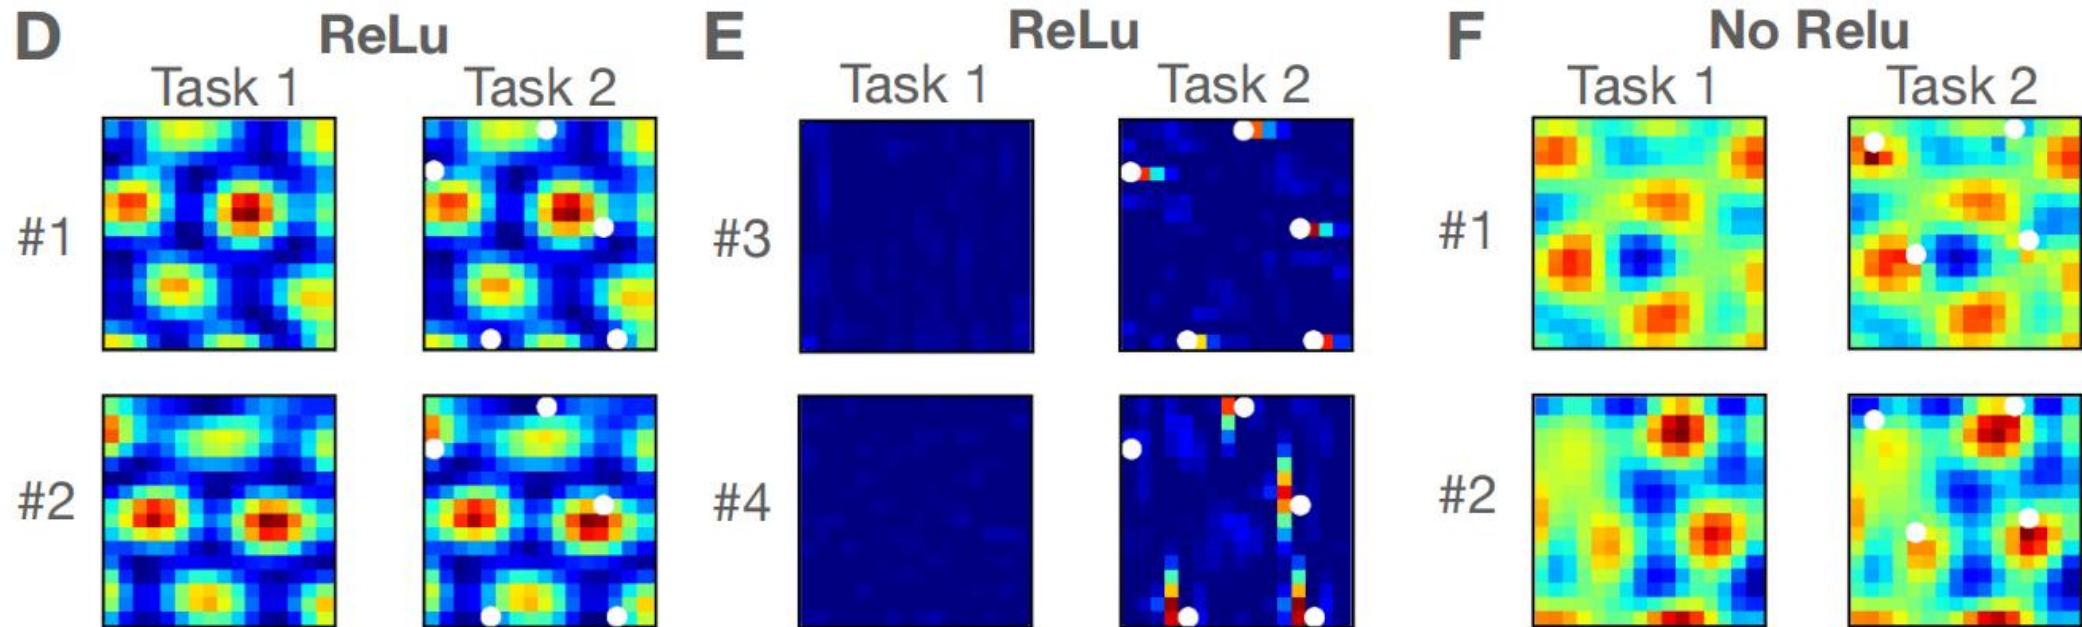 D ReLu
Task 1 Task 2
#1
#2
E ReLu
Task 1 Task 2
#3
#4
F No Relu
Task 1 Task 2
#1
#2